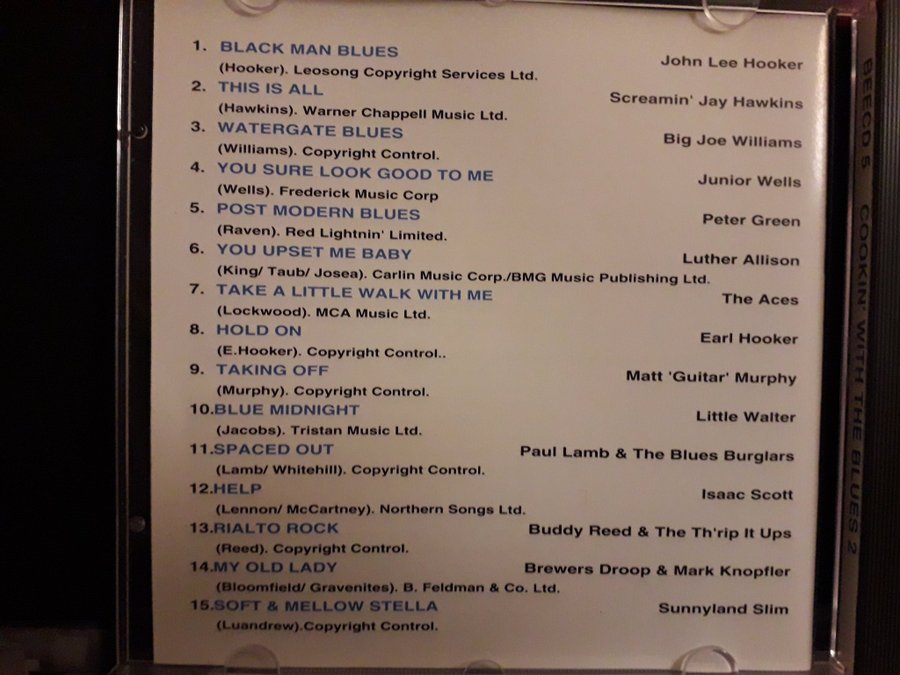 1. BLACK MAN BLUES John Lee Hooker
(Hooker). Leosong Copyright Services Ltd.
2. THIS IS ALL Screamin' Jay Hawkins
(Hawkins). Warner Chappell Music Ltd.
3. WATERGATE BLUES Big Joe Williams
(Williams). Copyright Control.
4. YOU SURE LOOK GOOD TO ME Junior Wells
(Wells). Frederick Music Corp
5. POST MODERN BLUES Peter Green
(Raven). Red Lightnin' Limited.
6. YOU UPSET ME BABY Luther Allison
(King/ Taub/ Josea). Carlin Music Corp./BMG Music Publishing Ltd.
7. TAKE A LITTLE WALK WITH ME The Aces
(Lockwood). MCA Music Ltd.
8. HOLD ON Earl Hooker
(E.Hooker). Copyright Control..
9. TAKING OFF Matt 'Guitar' Murphy
(Murphy). Copyright Control.
10.BLUE MIDNIGHT Little Walter
(Jacobs). Tristan Music Ltd.
11.SPACED OUT Paul Lamb & The Blues Burglars
(Lamb/ Whitehill). Copyright Control.
12.HELP Isaac Scott
(Lennon/ McCartney). Northern Songs Ltd.
13.RIALTO ROCK Buddy Reed & The Th'rip It Ups
(Reed). Copyright Control.
14.MY OLD LADY Brewers Droop & Mark Knopfler
(Bloomfield/ Gravenites). B. Feldman & Co. Ltd.
15.SOFT & MELLOW STELLA Sunnyland Slim
(Luandrew).Copyright Control.
BEECD 5 COOKIN' WITH THE BLUES 2